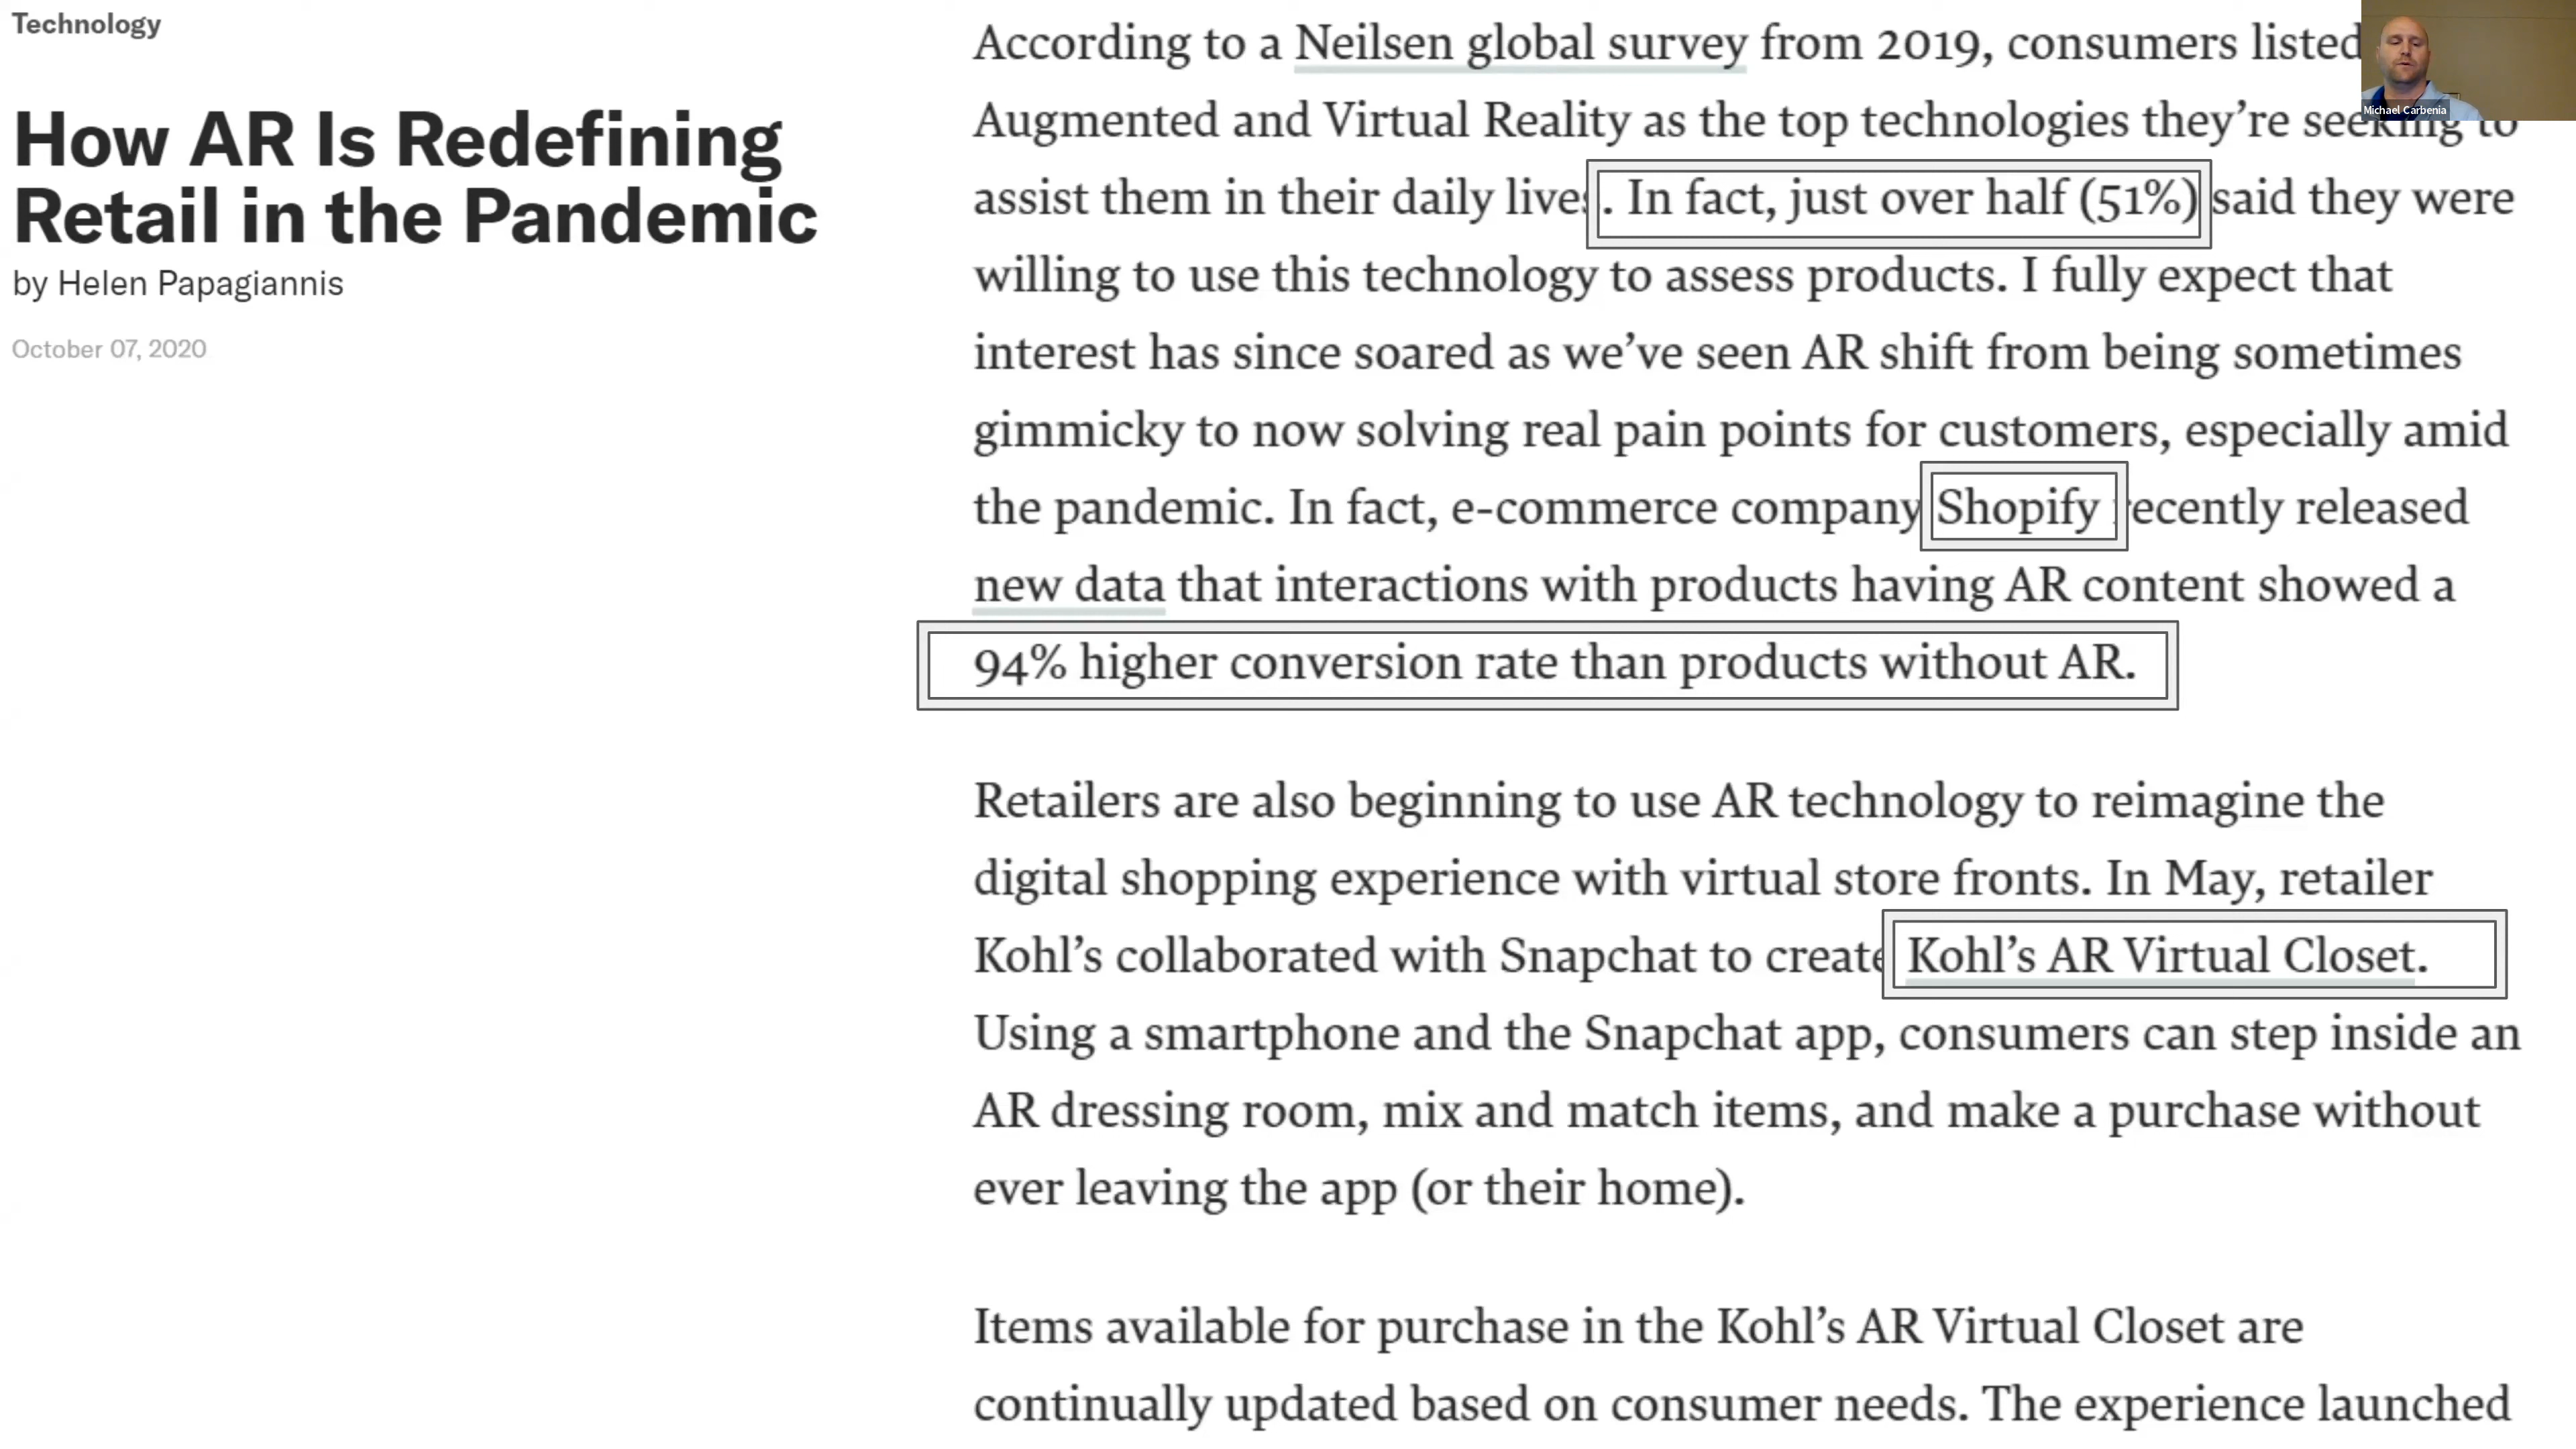 Technology
How AR Is Redefining
Retail in the Pandemic
by Helen Papagiannis
October 07, 2020
According to a Neilsen global survey from 2019, consumers listed
Augmented and Virtual Reality as the top technologies they’re seeking to
assist them in their daily lives. In fact, just over half (51%) said they were
willing to use this technology to assess products. I fully expect that
interest has since soared as we’ve seen AR shift from being sometimes
gimmicky to now solving real pain points for customers, especially amid
the pandemic. In fact, e-commerce company Shopify recently released
new data that interactions with products having AR content showed a
94% higher conversion rate than products without AR.
Retailers are also beginning to use AR technology to reimagine the
digital shopping experience with virtual store fronts. In May, retailer
Kohl’s collaborated with Snapchat to create Kohl’s AR Virtual Closet.
Using a smartphone and the Snapchat app, consumers can step inside an
AR dressing room, mix and match items, and make a purchase without
ever leaving the app (or their home).
Items available for purchase in the Kohl’s AR Virtual Closet are
continually updated based on consumer needs. The experience launched
Michael Carbenia